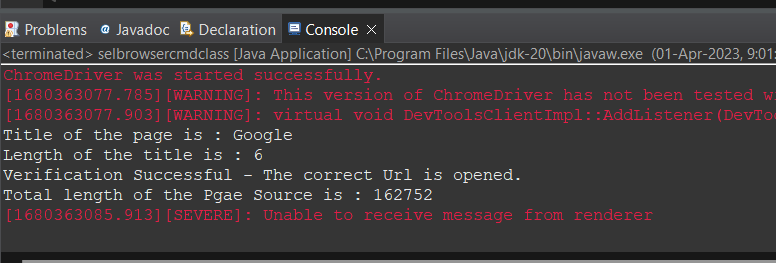 Problems Javadoc Declaration Console
<terminated> selbrowsercmdclass [Java Application] C:\Program Files\Java\jdk-20\bin\javaw.exe (01-Apr-2023, 9:01:
ChromeDriver was started successfully.
[1680363077.785][WARNING]: This version of ChromeDriver has not been tested wi
[1680363077.903][WARNING]: virtual void DevToolsClientImpl::AddListener(DevToo
Title of the page is : Google
Length of the title is : 6
Verification Successful - The correct Url is opened.
Total length of the Pgae Source is : 162752
[1680363085.913][SEVERE]: Unable to receive message from renderer